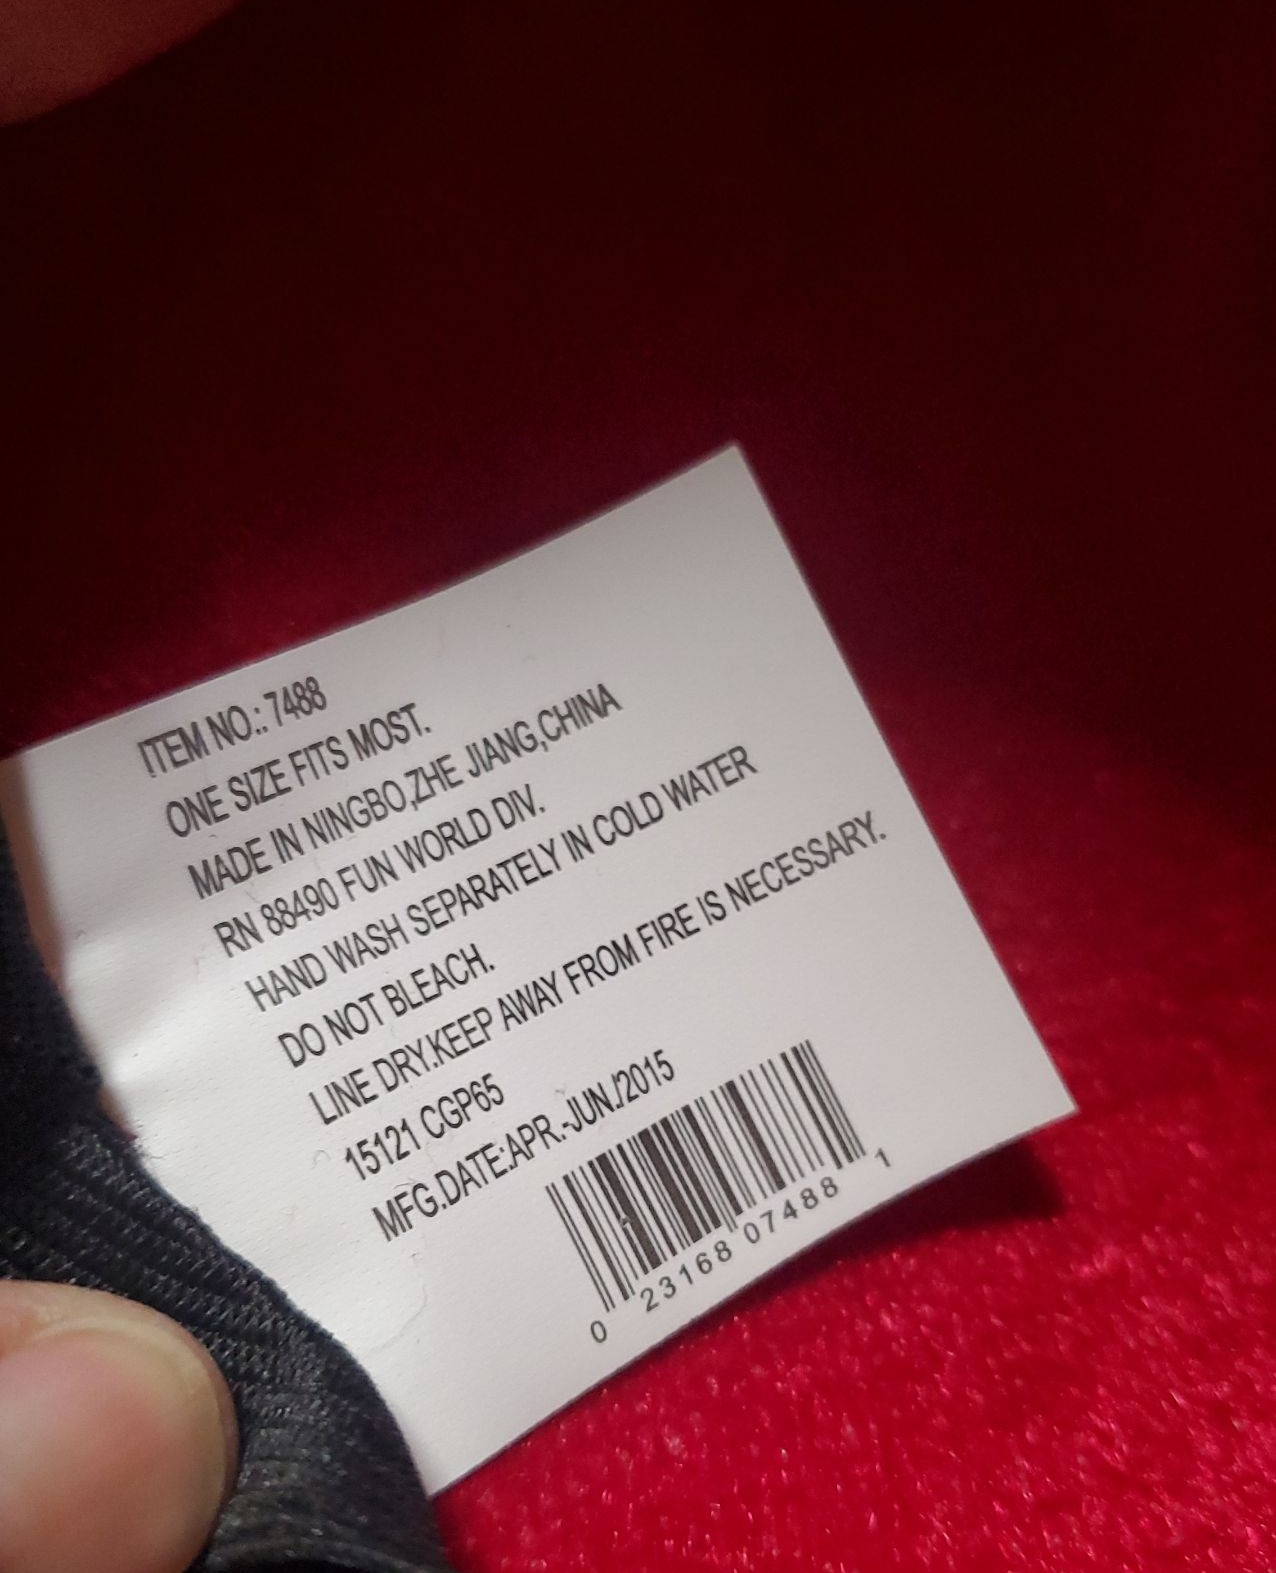 ITEM NO.: 7488
ONE SIZE FITS MOST.
MADE IN NINGBO,ZHE JIANG,CHINA
RN 88490 FUN WORLD DIV.
HAND WASH SEPARATELY IN COLD WATER
DO NOT BLEACH.
LINE DRY.KEEP AWAY FROM FIRE IS NECESSARY.
15121 CGP65
MFG.DATE:APR.-JUN./2015
0 23168 07488 1